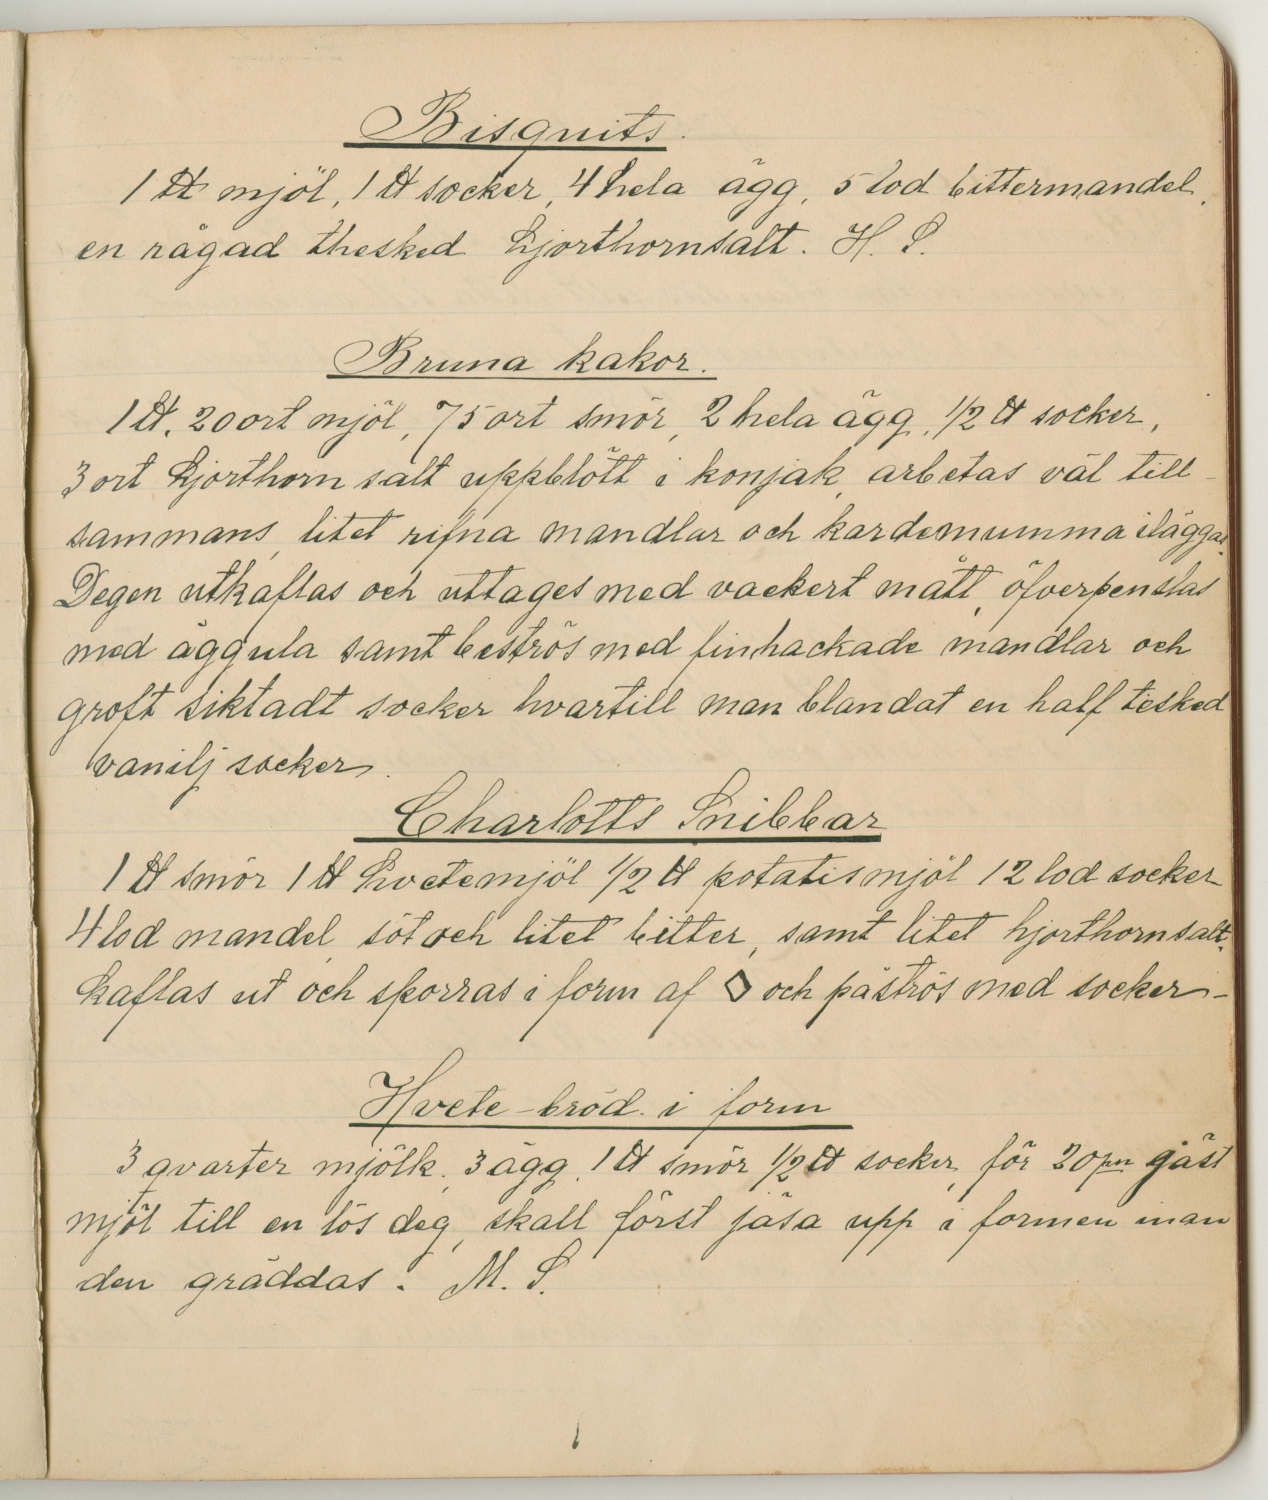 Bisquits.
1 ℔ mjöl, 1 ℔ socker, 4 hela ägg, 5 lod bittermandel,
en rågad thesked hjorthornsalt. H. S.
Bruna kakor.
1 ℔. 20 ort mjöl, 75 ort smör, 2 hela ägg, 1/2 ℔ socker,
3 ort hjorthorn salt uppblött i konjak, arbetas väl till-
sammans, litet rifna mandlar och kardemumma ilägges.
Degen utkaflas och uttages med vackert mått, öfverpenslas
med äggula samt beströs med finhackade mandlar och
groft siktadt socker hvartill man blandat en half tesked
vanilj socker.
Charlotts Snibbar
1 ℔ smör 1 ℔ hvetemjöl 1/2 ℔ potatismjöl 12 lod socker
4 lod mandel, söt och litet bitter, samt litet hjorthornsalt.
kaflas ut och sporras i form af ◇ och påströs med socker-
Hvete-bröd i form
3 qvarter mjölk, 3 ägg, 1 ℔ smör 1/2 ℔ socker, för 20 jäst
mjöl till en lös deg, skall först jäsa upp i formen inan
den gräddas. M. S.